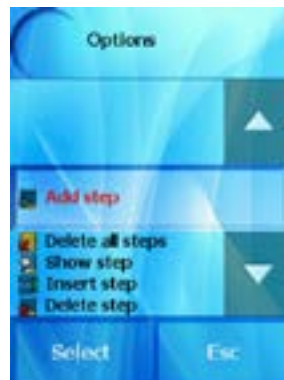 Options
Add step
Delete all steps
Show step
Insert step
Delete step
Select Esc